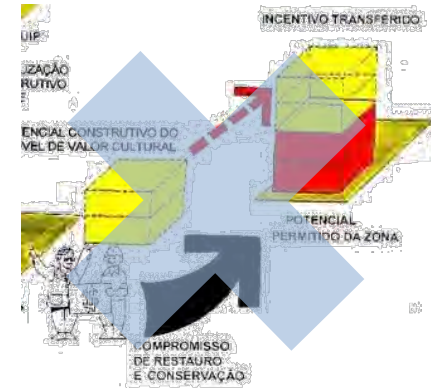 INCENTIVO TRANSFERIDO
UIP
IZAÇÃO
RUTIVO
ENCIAL CONSTRUTIVO DO
VEL DE VALOR CULTURAL
POTENCIAL
PERMITIDO DA ZONA
COMPROMISSO
DE RESTAURO
E CONSERVAÇÃO